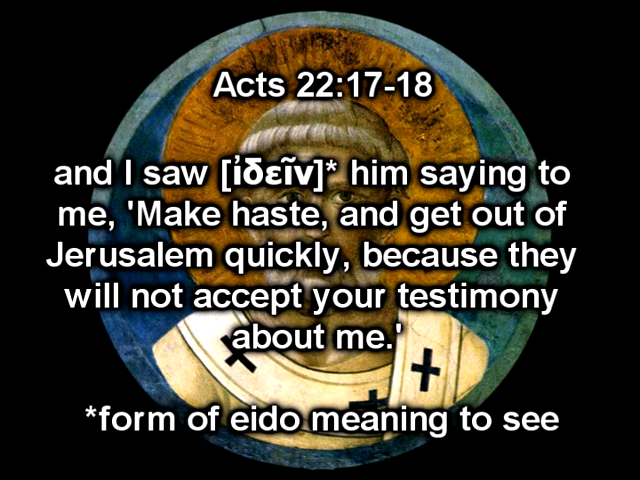 Acts 22:17-18
and I saw [ἰδεῖν]* him saying to
me, 'Make haste, and get out of
Jerusalem quickly, because they
will not accept your testimony
about me.'
*form of eido meaning to see